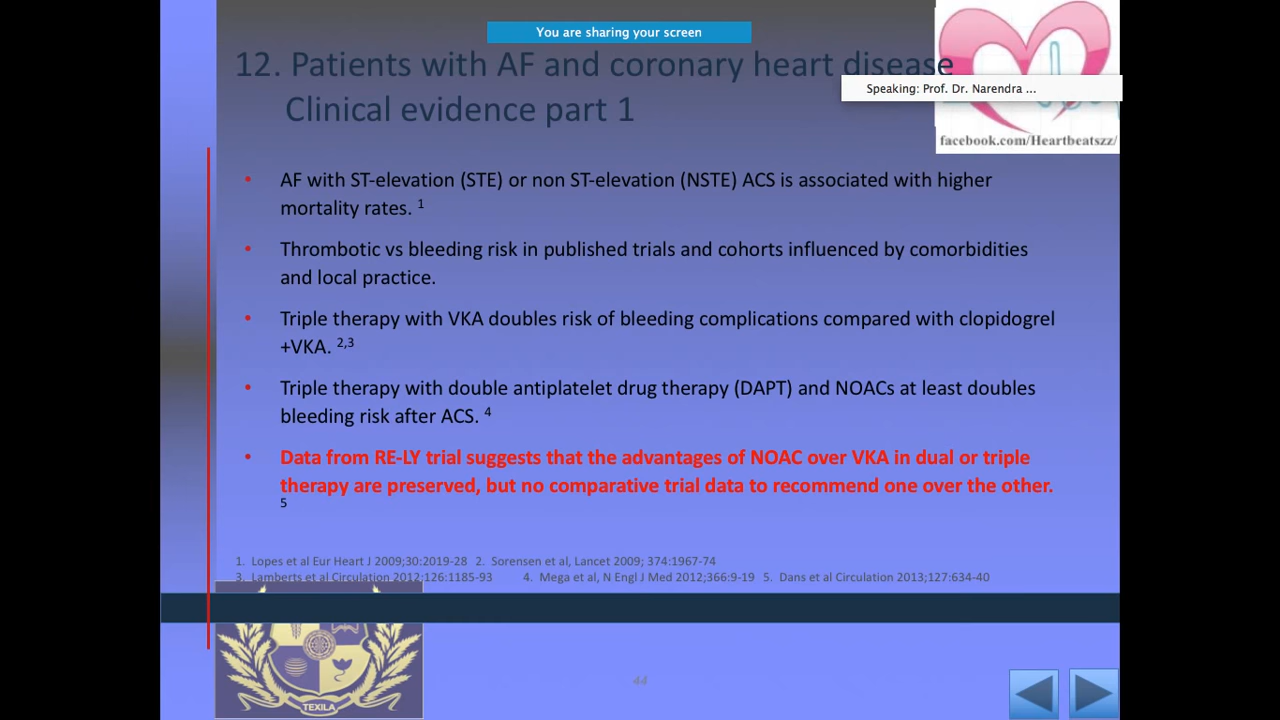 You are sharing your screen
12. Patients with AF and coronary heart disease
Speaking: Prof. Dr. Narendra ...
Clinical evidence part 1
facebook.com/Heartbeatszz/
• AF with ST-elevation (STE) or non ST-elevation (NSTE) ACS is associated with higher
mortality rates. 1
• Thrombotic vs bleeding risk in published trials and cohorts influenced by comorbidities
and local practice.
• Triple therapy with VKA doubles risk of bleeding complications compared with clopidogrel
+VKA. 2,3
• Triple therapy with double antiplatelet drug therapy (DAPT) and NOACs at least doubles
bleeding risk after ACS. 4
• Data from RE-LY trial suggests that the advantages of NOAC over VKA in dual or triple
therapy are preserved, but no comparative trial data to recommend one over the other.
5
1. Lopes et al Eur Heart J 2009;30:2019-28 2. Sorensen et al, Lancet 2009; 374:1967-74
3. Lamberts et al Circulation 2012;126:1185-93 4. Mega et al, N Engl J Med 2012;366:9-19 5. Dans et al Circulation 2013;127:634-40
TEXILA
44